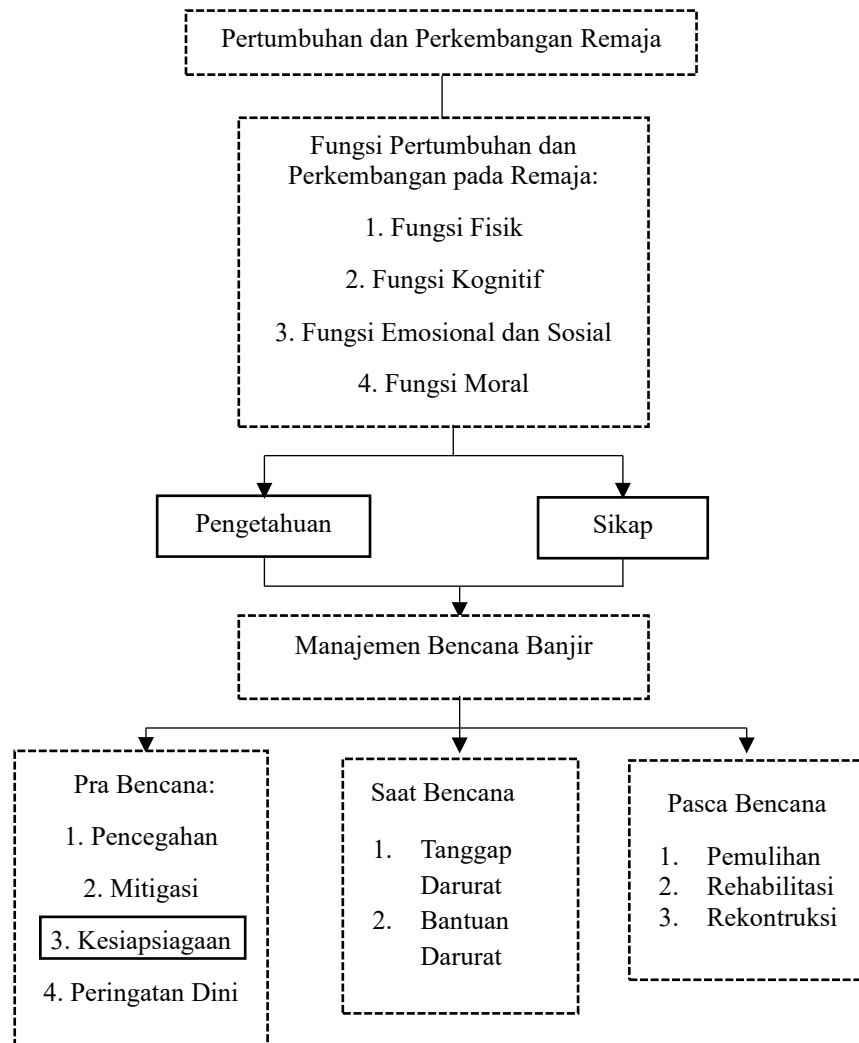 Pertumbuhan dan Perkembangan Remaja
Fungsi Pertumbuhan dan
Perkembangan pada Remaja:
1. Fungsi Fisik
2. Fungsi Kognitif
3. Fungsi Emosional dan Sosial
4. Fungsi Moral
Pengetahuan
Sikap
Manajemen Bencana Banjir
Pra Bencana:
1. Pencegahan
2. Mitigasi
3. Kesiapsiagaan
4. Peringatan Dini
Saat Bencana
1. Tanggap
Darurat
2. Bantuan
Darurat
Pasca Bencana
1. Pemulihan
2. Rehabilitasi
3. Rekontruksi